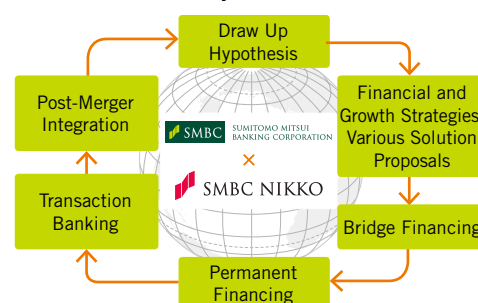 Draw Up
Hypothesis
Financial and
Growth Strategies
Various Solution
Proposals
Bridge Financing
Permanent
Financing
Transaction
Banking
Post-Merger
Integration
SMBC SUMITOMO MITSUI
BANKING CORPORATION
×
SMBC NIKKO